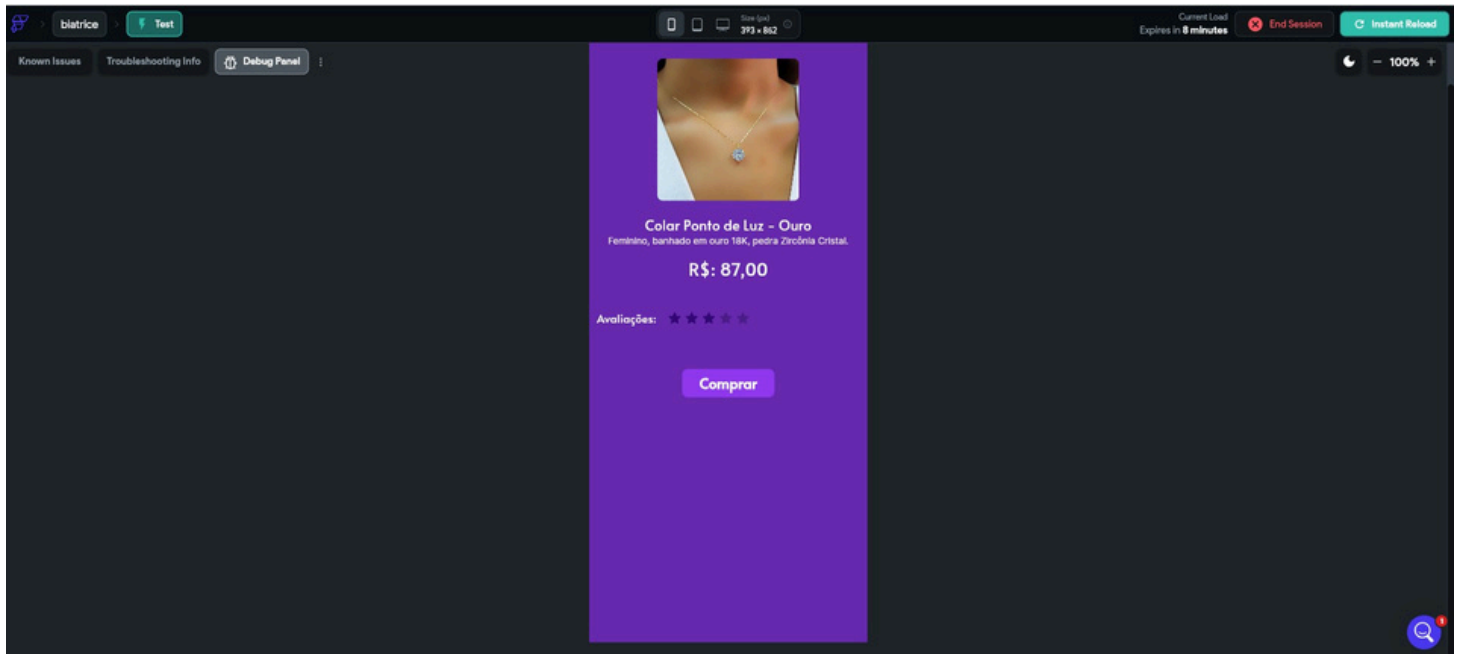 biatrice
Test
Size (px)
393 × 862
Current Load
Expires in 8 minutes
End Session
Instant Reload
Known Issues
Troubleshooting Info
Debug Panel
100%
Colar Ponto de Luz - Ouro
Feminino, banhado em ouro 18K, pedra Zircônia Cristal.
R$: 87,00
Avaliações:
Comprar
1